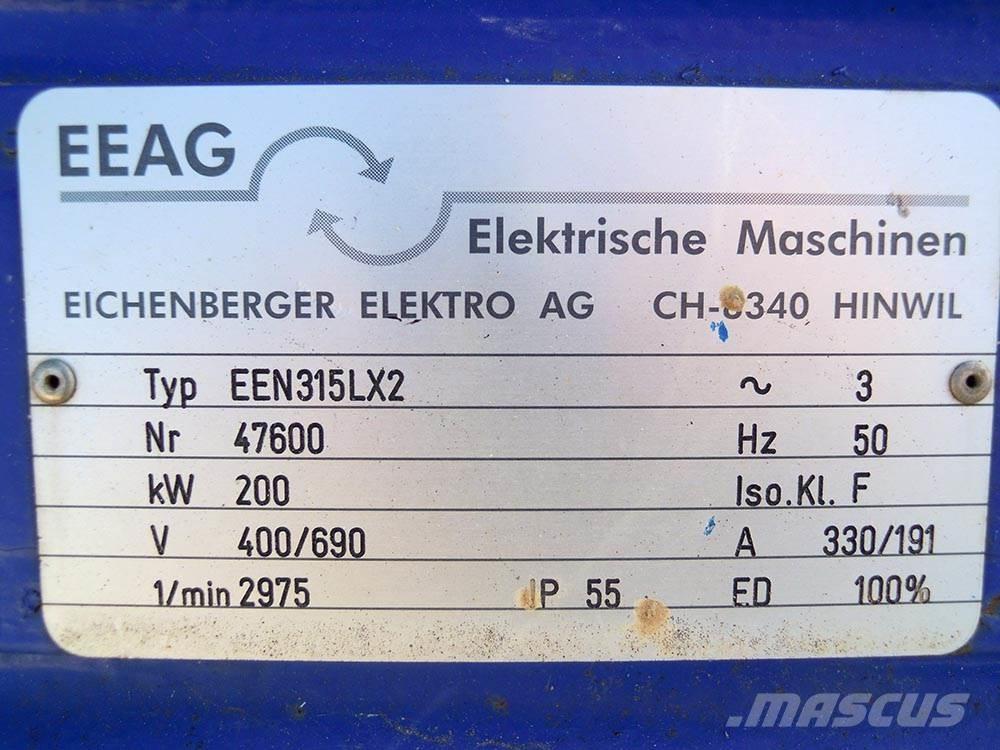 EEAG
Elektrische Maschinen
EICHENBERGER ELEKTRO AG CH-8340 HINWIL
Typ EEN315LX2 ~ 3
Nr 47600 Hz 50
kW 200 Iso.Kl. F
V 400/690 A 330/191
1/min 2975 IP 55 ED 100%
.MASCUS